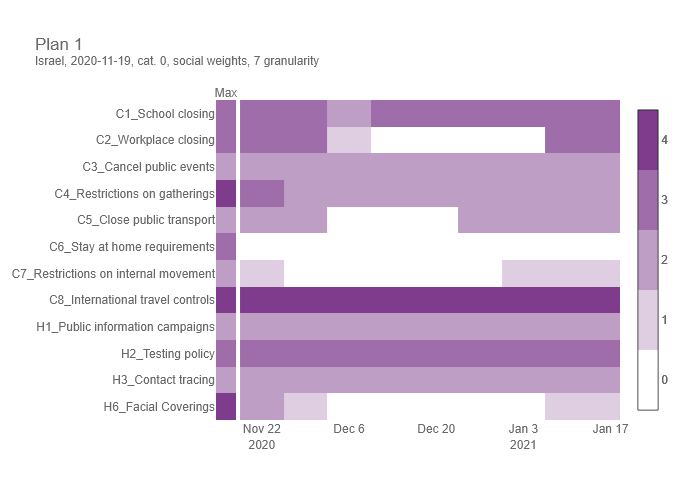 Plan 1
Israel, 2020-11-19, cat. 0, social weights, 7 granularity
Max
C1_School closing
C2_Workplace closing
C3_Cancel public events
C4_Restrictions on gatherings
C5_Close public transport
C6_Stay at home requirements
C7_Restrictions on internal movement
C8_International travel controls
H1_Public information campaigns
H2_Testing policy
H3_Contact tracing
H6_Facial Coverings
Nov 22 Dec 6 Dec 20 Jan 3 Jan 17
2020 2021
4
3
2
1
0